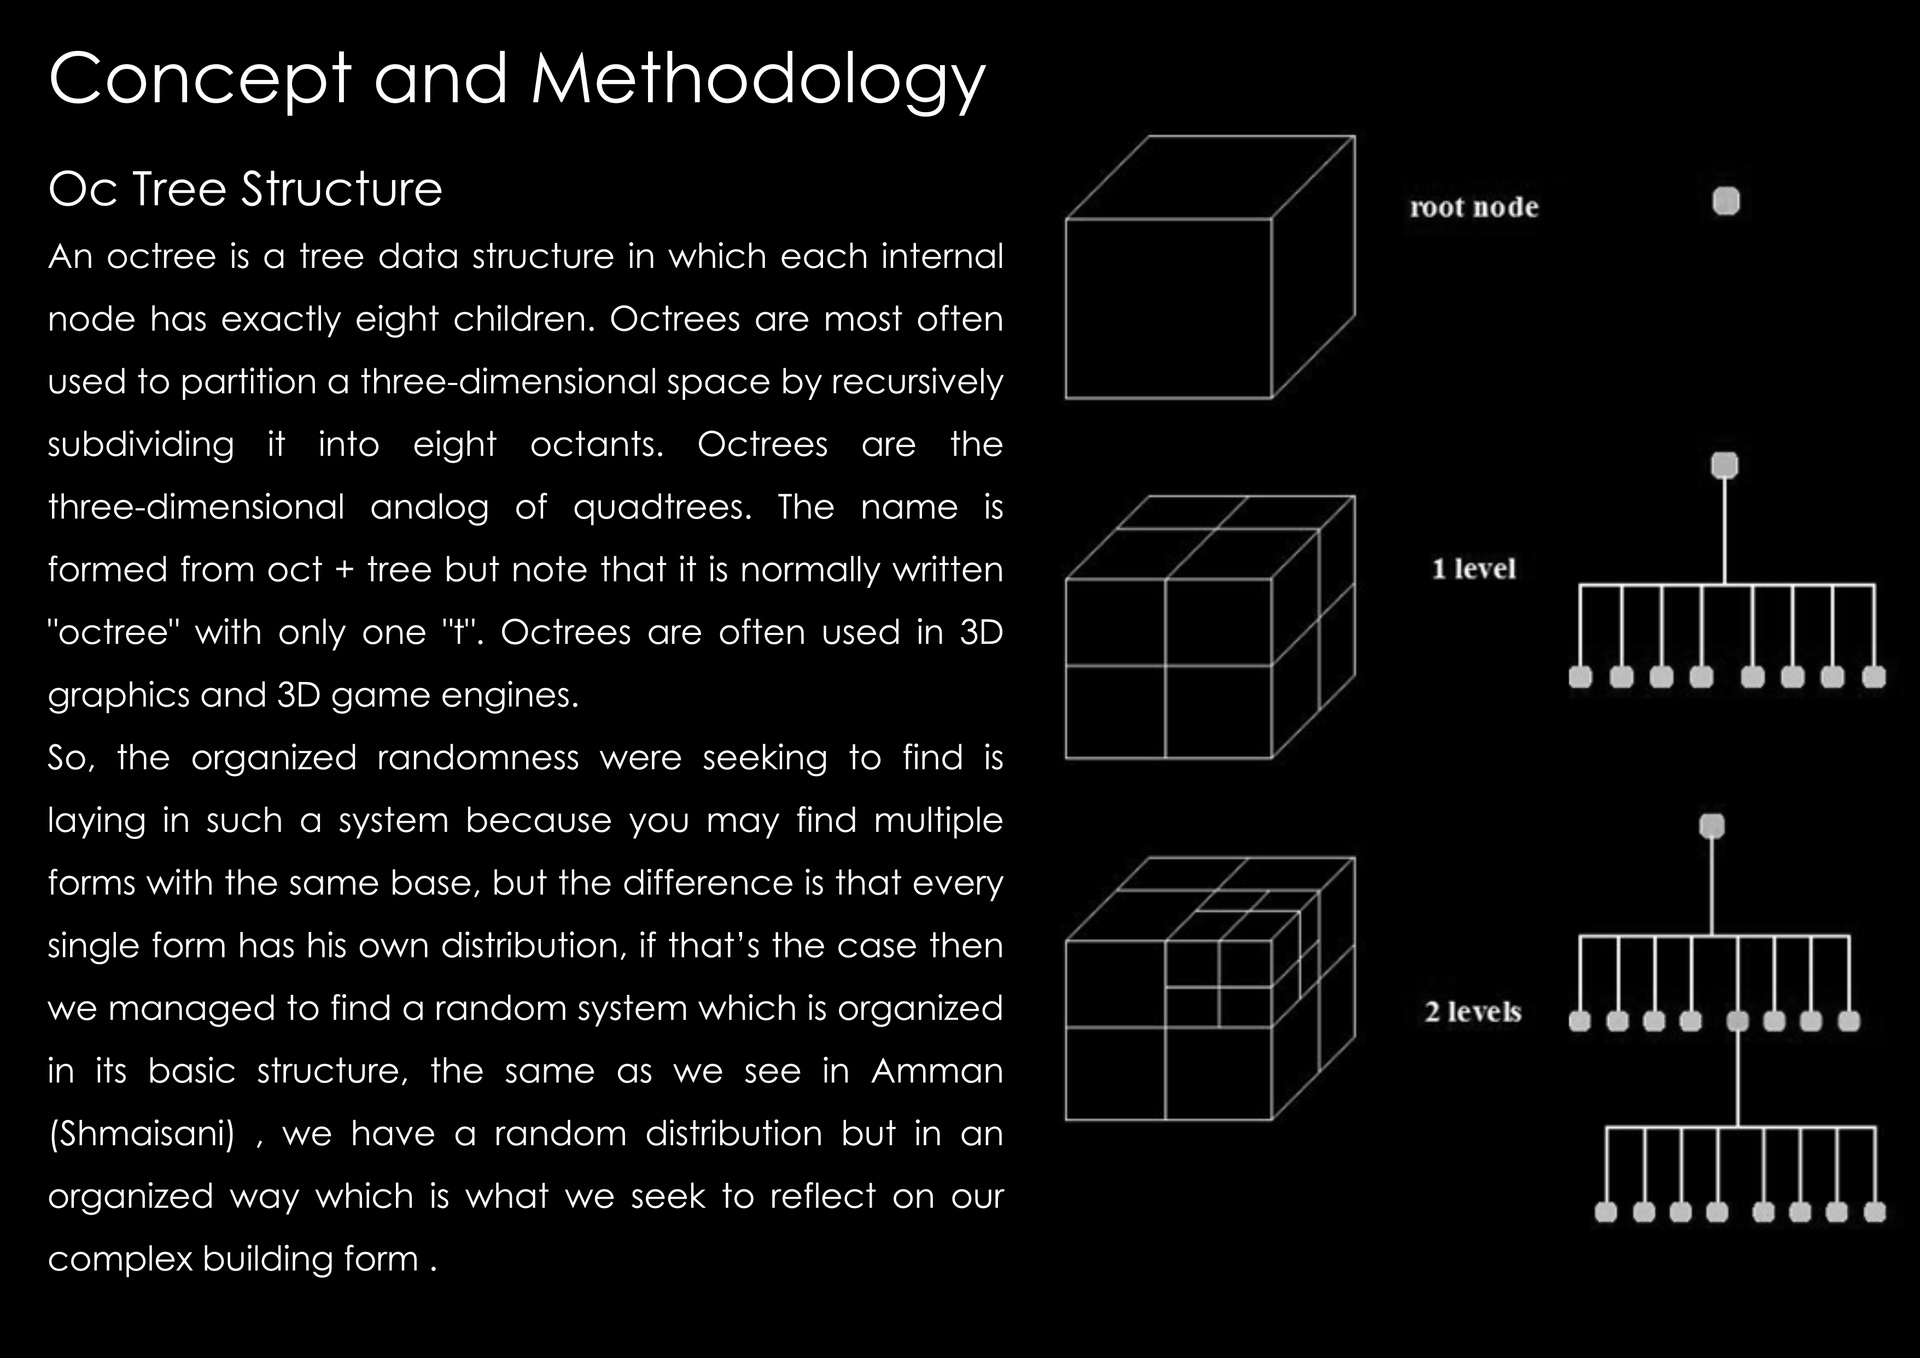 Concept and Methodology
Oc Tree Structure
An octree is a tree data structure in which each internal
node has exactly eight children. Octrees are most often
used to partition a three-dimensional space by recursively
subdividing it into eight octants. Octrees are the
three-dimensional analog of quadtrees. The name is
formed from oct + tree but note that it is normally written
"octree" with only one "t". Octrees are often used in 3D
graphics and 3D game engines.
So, the organized randomness were seeking to find is
laying in such a system because you may find multiple
forms with the same base, but the difference is that every
single form has his own distribution, if that’s the case then
we managed to find a random system which is organized
in its basic structure, the same as we see in Amman
(Shmaisani) , we have a random distribution but in an
organized way which is what we seek to reflect on our
complex building form .
root node
1 level
2 levels